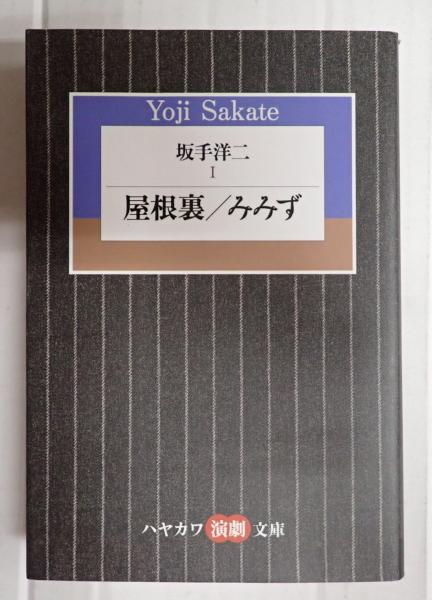 Yoji Sakate
坂手洋二
I
屋根裏／みみず
ハヤカワ演劇文庫